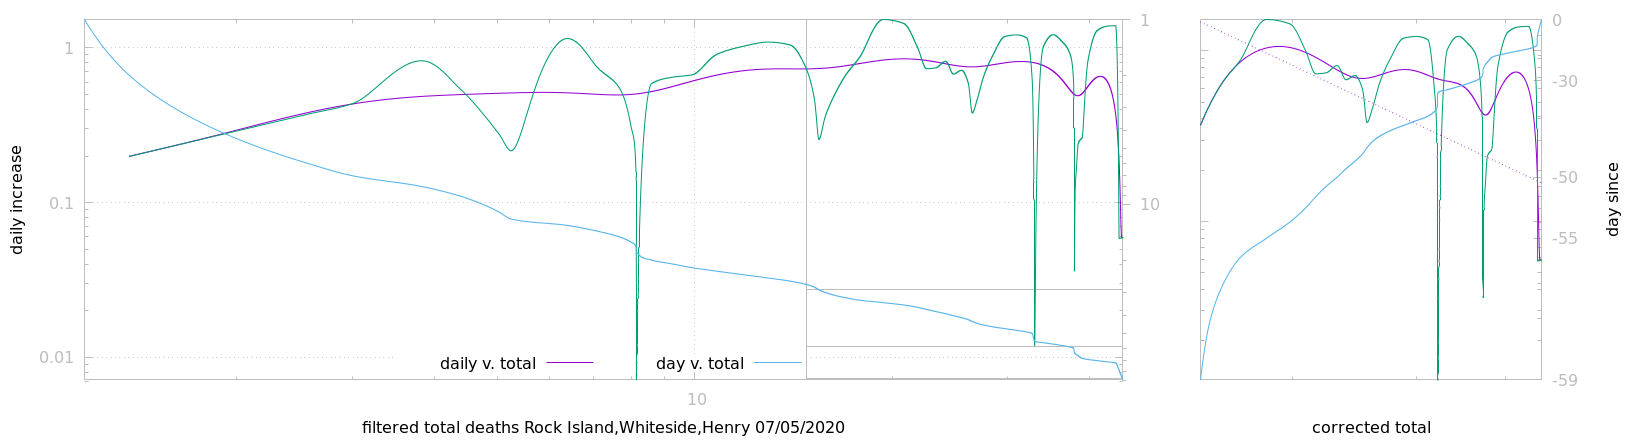 1
0.1
0.01
daily increase
daily v. total
day v. total
10
filtered total deaths Rock Island,Whiteside,Henry 07/05/2020
1
10
0
-30
-50
-55
-59
day since
corrected total